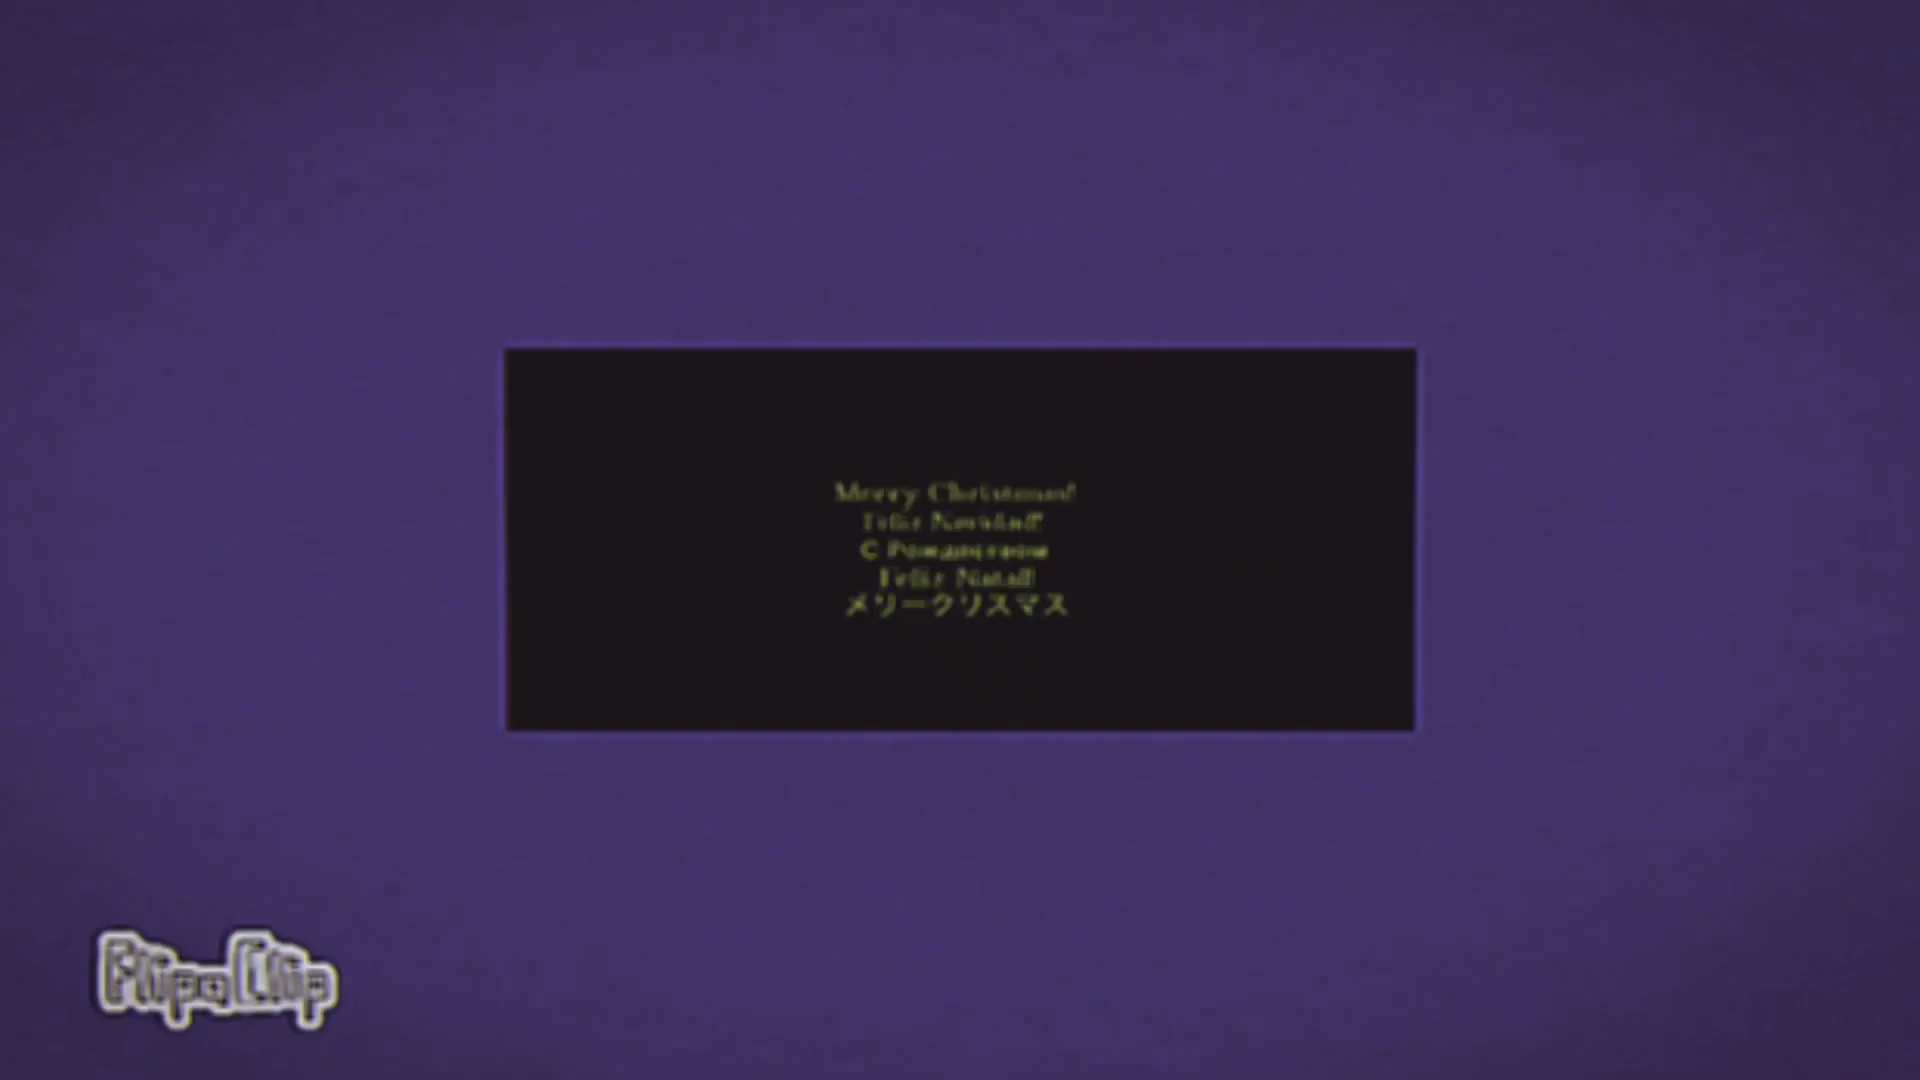 Merry Christmas!
Feliz Navidad!
С Рождеством
Feliz Natal!
メリークリスマス
FlipaClip